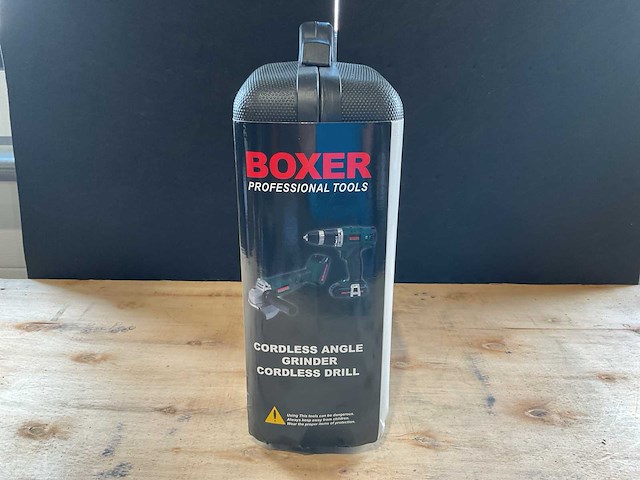 BOXER
PROFESSIONAL TOOLS
CORDLESS ANGLE
GRINDER
CORDLESS DRILL
Using This tools can be dangerous.
Always keep away from children.
Wear the proper items of protection.